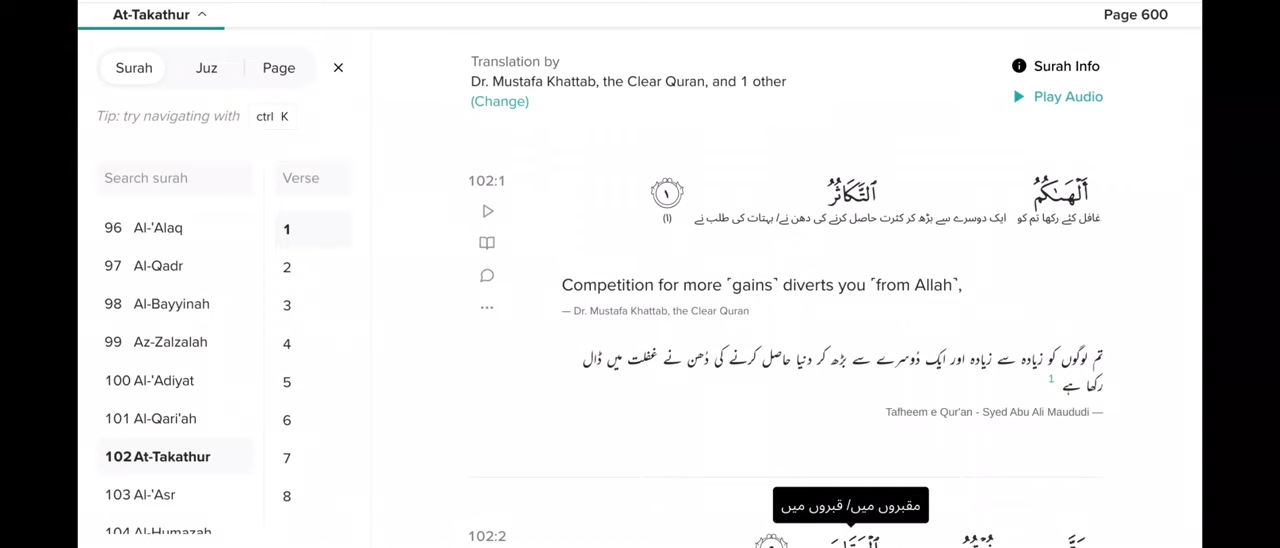 At-Takathur
Page 600
Surah
Juz
Page
Tip: try navigating with ctrl K
Search surah
Verse
96 Al-'Alaq
97 Al-Qadr
98 Al-Bayyinah
99 Az-Zalzalah
100 Al-'Adiyat
101 Al-Qari'ah
102 At-Takathur
103 Al-'Asr
104 Al-Humazah
1
2
3
4
5
6
7
8
Translation by
Dr. Mustafa Khattab, the Clear Quran, and 1 other
(Change)
Surah Info
Play Audio
102:1
أَلْهَىٰكُمُ ٱلتَّكَاثُرُ ١
غافل کئے رکھا تم کو ایک دوسرے سے بڑھ کر کثرت حاصل کرنے کی دھن نے/ بہتات کی طلب نے (۱)
Competition for more ˹gains˺ diverts you ˹from Allah˺,
— Dr. Mustafa Khattab, the Clear Quran
تم لوگوں کو زیادہ سے زیادہ اور ایک دُوسرے سے بڑھ کر دنیا حاصل کرنے کی دُھن نے غفلت میں ڈال
رکھا ہے 1
Tafheem e Qur'an - Syed Abu Ali Maududi —
مقبروں میں/ قبروں میں
102:2